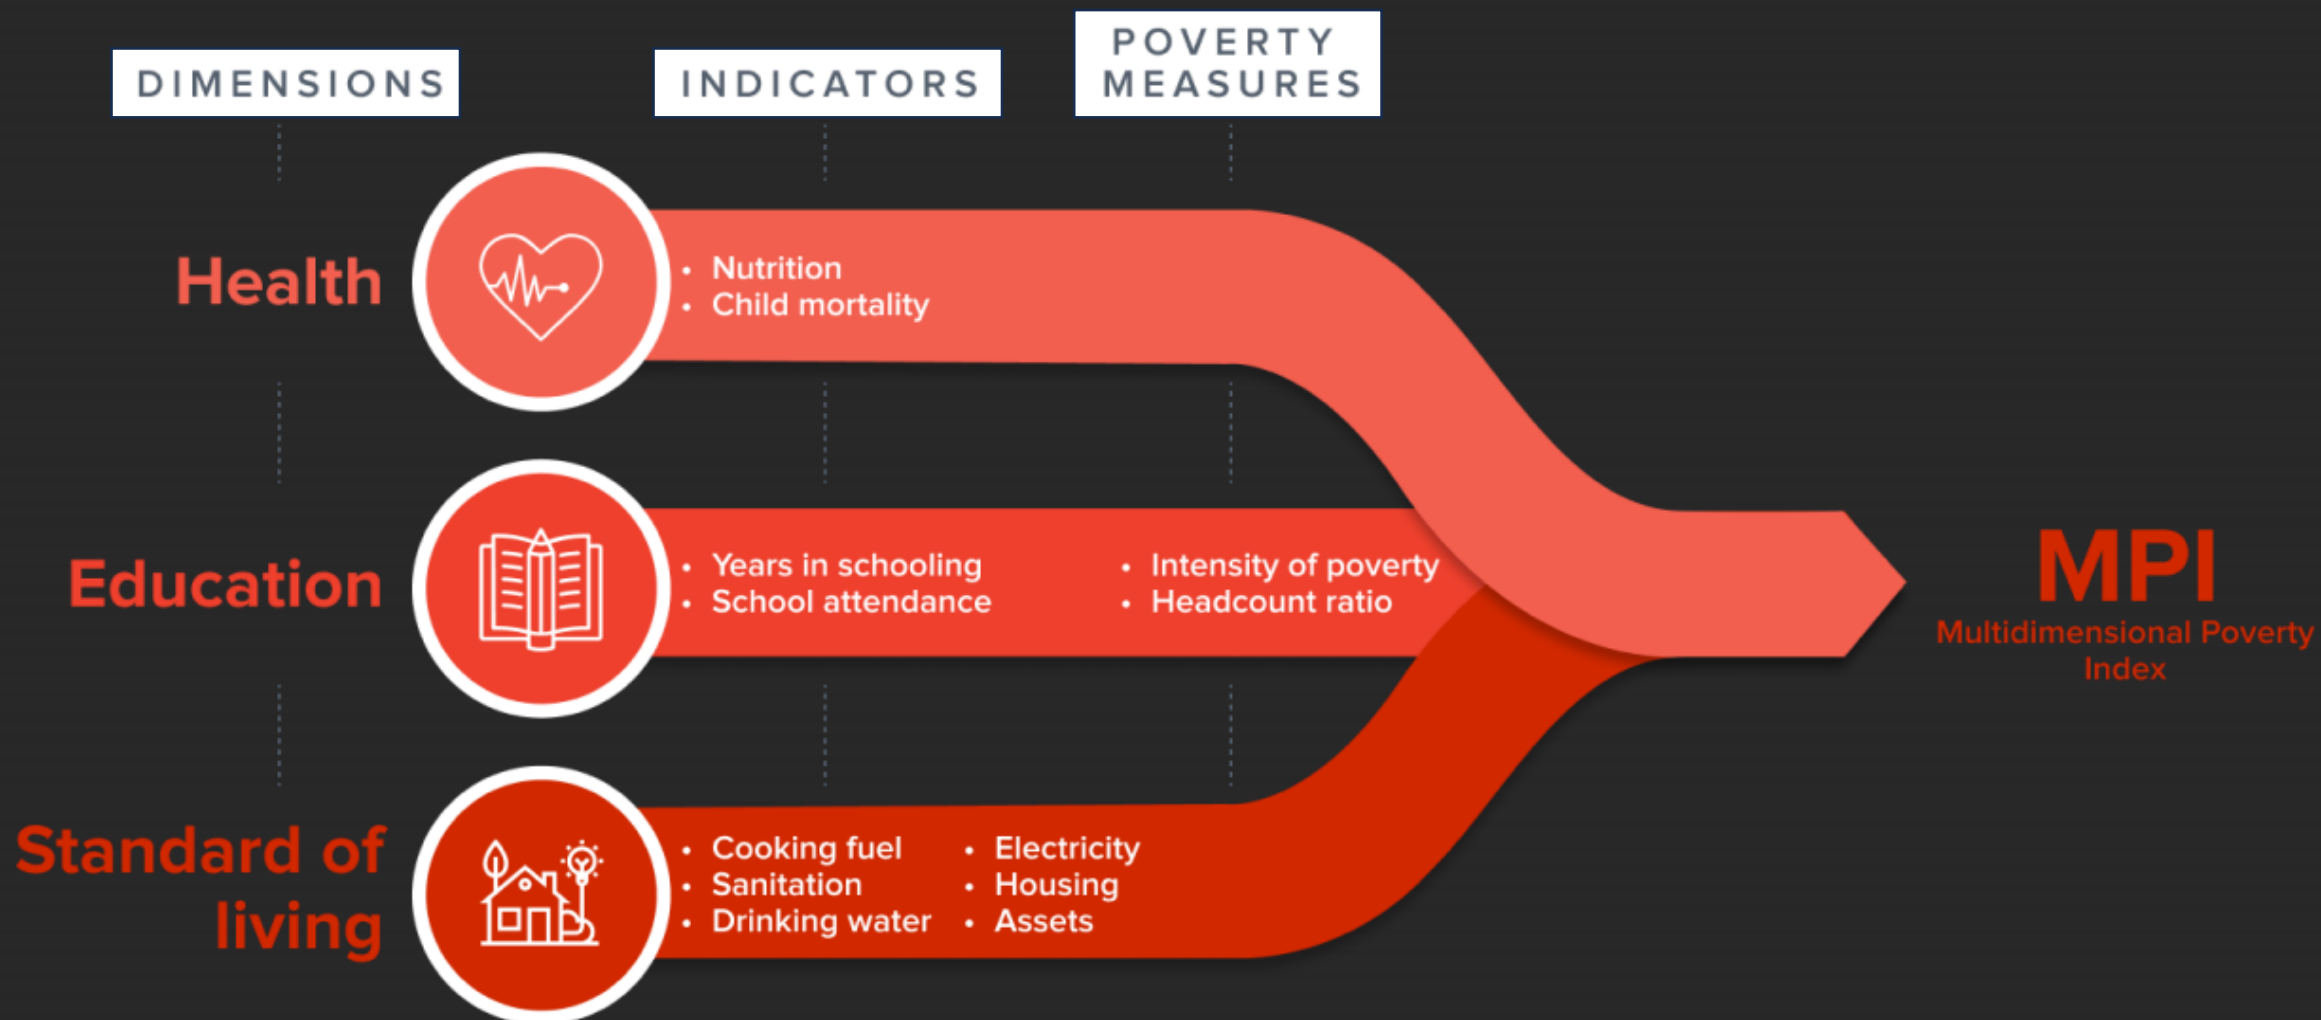 DIMENSIONS
INDICATORS
POVERTY
MEASURES
Health
• Nutrition
• Child mortality
Education
• Years in schooling
• School attendance
• Intensity of poverty
• Headcount ratio
MPI
Multidimensional Poverty
Index
Standard of
living
• Cooking fuel
• Sanitation
• Drinking water
• Electricity
• Housing
• Assets